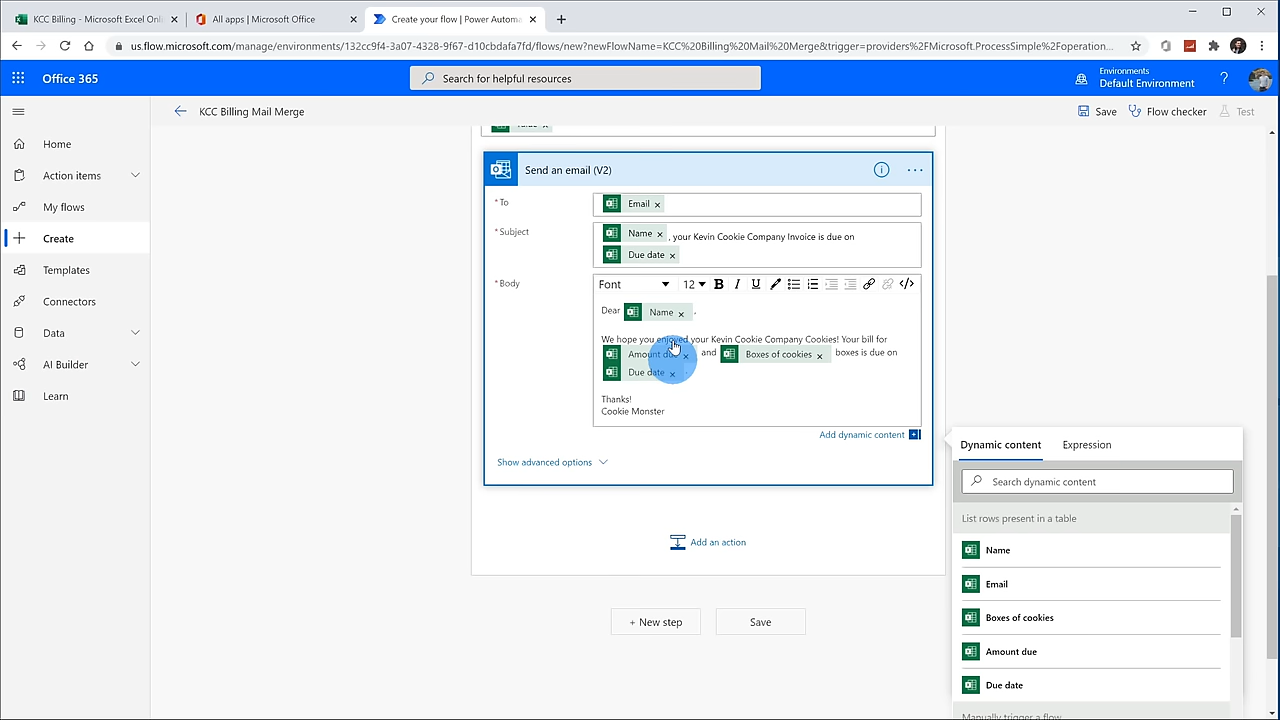 KCC Billing - Microsoft Excel Onli
All apps | Microsoft Office
Create your flow | Power Automa
us.flow.microsoft.com/manage/environments/132cc9f4-3a07-4328-9f67-d10cbdafa7fd/flows/new?newFlowName=KCC%20Billing%20Mail%20Merge&trigger=providers%2FMicrosoft.ProcessSimple%2Foperation...
Office 365
Search for helpful resources
Environments
Default Environment
?
KCC Billing Mail Merge
Save
Flow checker
Test
Home
Action items
My flows
Create
Templates
Connectors
Data
AI Builder
Learn
Send an email (V2)
*To
Email
*Subject
Name , your Kevin Cookie Company Invoice is due on
Due date
*Body
Font 12 B I U </>
Dear Name ,
We hope you enjoyed your Kevin Cookie Company Cookies! Your bill for
Amount due and Boxes of cookies boxes is due on
Due date
Thanks!
Cookie Monster
Add dynamic content
Show advanced options
Add an action
+ New step
Save
Dynamic content Expression
Search dynamic content
List rows present in a table
Name
Email
Boxes of cookies
Amount due
Due date
Manually trigger a flow